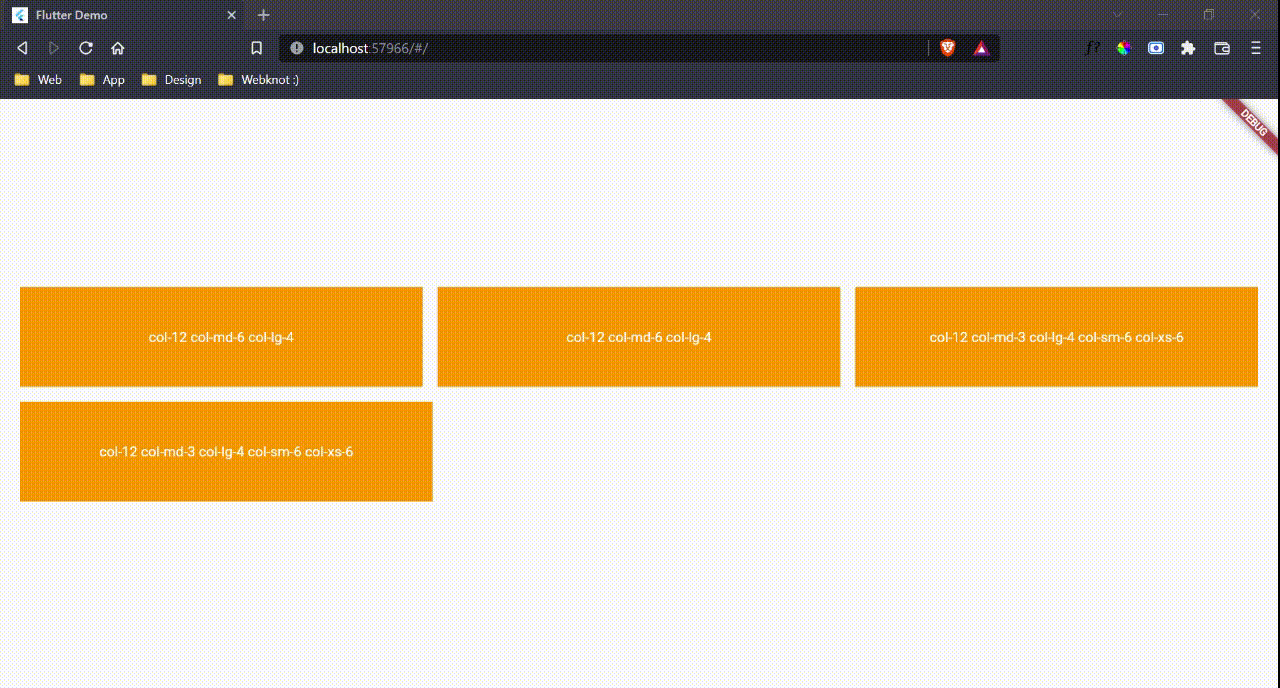 Flutter Demo
localhost:57966/#/
f?
Web App Design Webknot :)
DEBUG
col-12 col-md-6 col-lg-4 col-12 col-md-6 col-lg-4 col-12 col-md-3 col-lg-4 col-sm-6 col-xs-6
col-12 col-md-3 col-lg-4 col-sm-6 col-xs-6